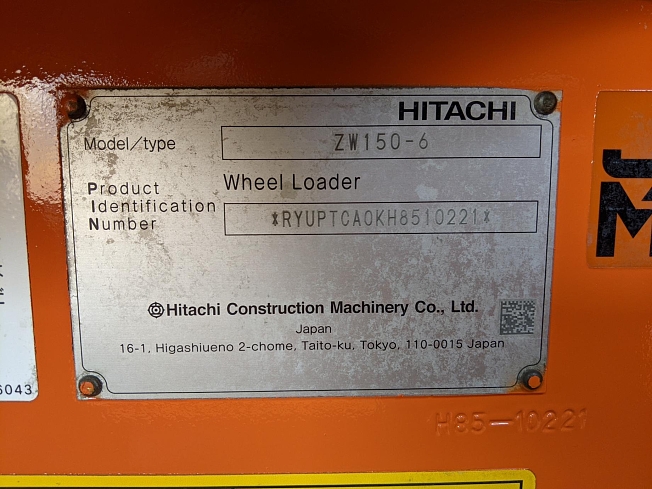 HITACHI
Model/type ZW150-6
Product Identification Number
Wheel Loader
*RYUPTCA0KH8510221*
Hitachi Construction Machinery Co., Ltd.
Japan
16-1, Higashiueno 2-chome, Taito-ku, Tokyo, 110-0015 Japan
H85-10221
6043